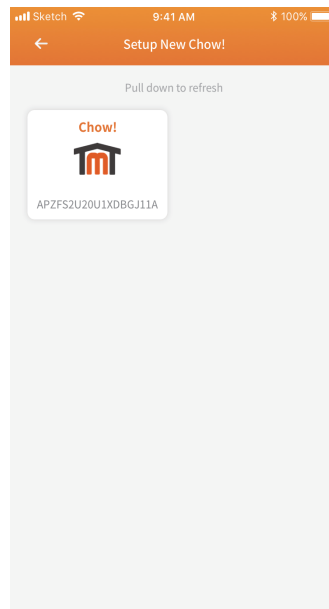 Sketch 9:41 AM 100%
Setup New Chow!
Pull down to refresh
Chow!
m
APZFS2U20U1XDBGJ11A